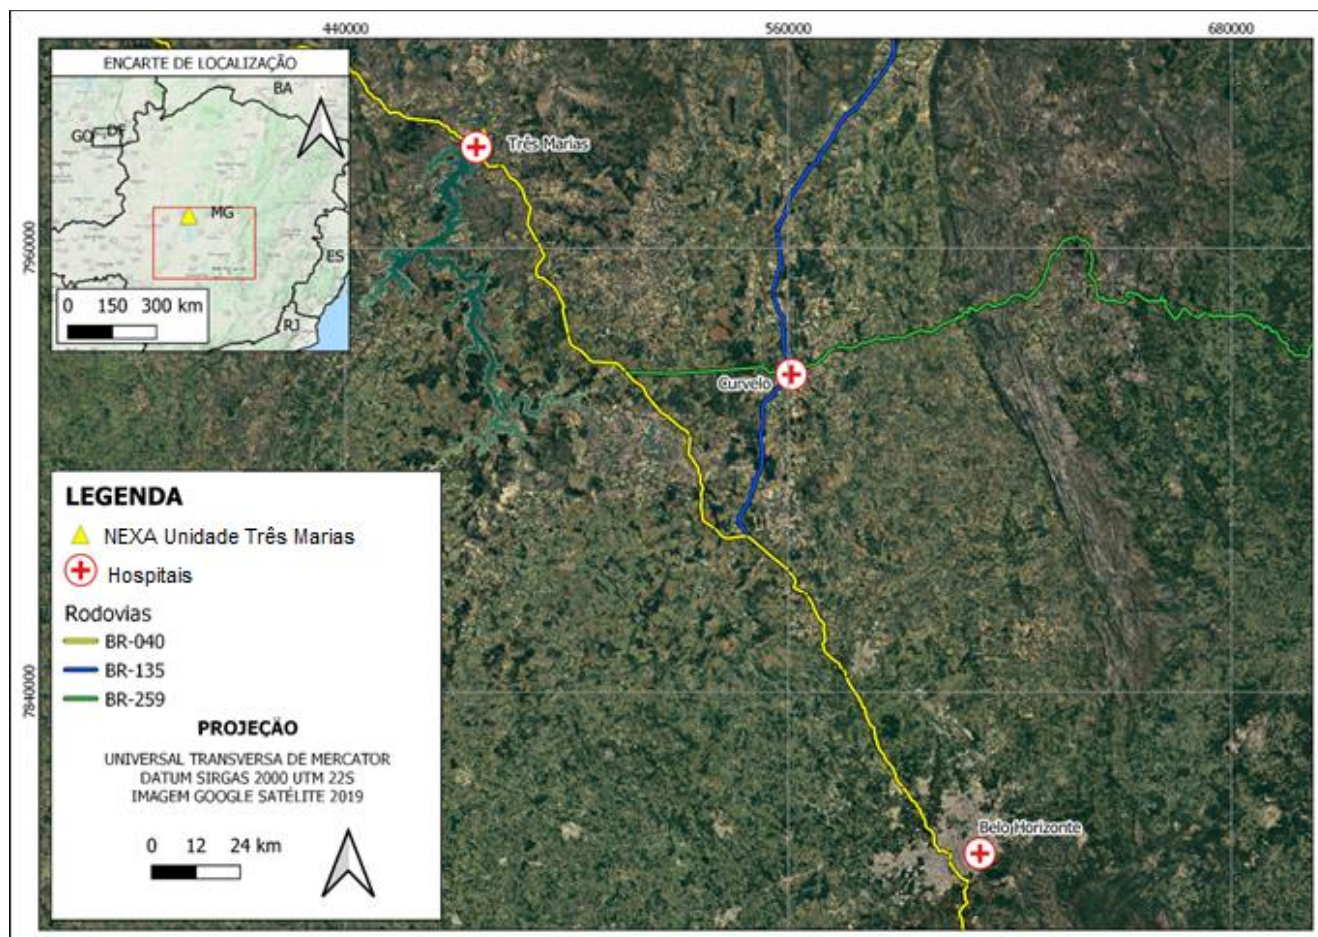 440000
560000
680000
ENCARTE DE LOCALIZAÇÃO
BA
GO
DF
MG
ES
RJ
0 150 300 km
7960000
7840000
Três Marias
Curvelo
Belo Horizonte
LEGENDA
NEXA Unidade Três Marias
Hospitais
Rodovias
BR-040
BR-135
BR-259
PROJEÇÃO
UNIVERSAL TRANSVERSA DE MERCATOR
DATUM SIRGAS 2000 UTM 22S
IMAGEM GOOGLE SATÉLITE 2019
0 12 24 km